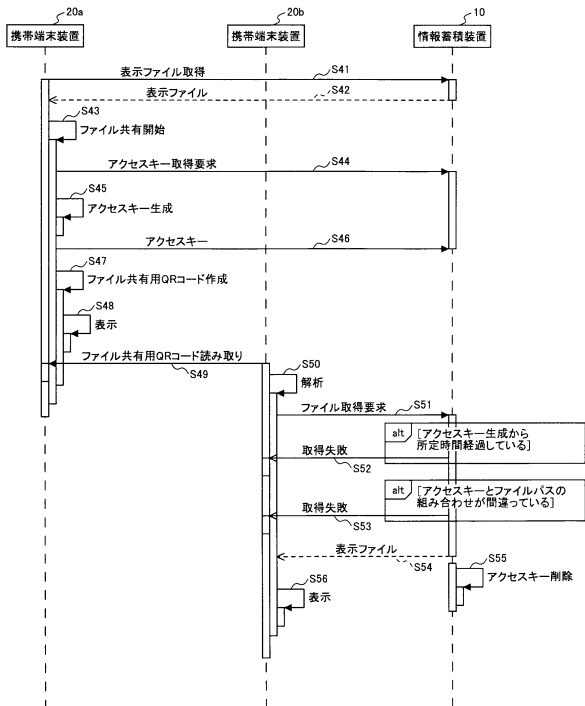 20a
20b
10
携帯端末装置
携帯端末装置
情報蓄積装置
表示ファイル取得
S41
表示ファイル
S42
S43
ファイル共有開始
アクセスキー取得要求
S44
S45
アクセスキー生成
アクセスキー
S46
S47
ファイル共有用QRコード作成
S48
表示
ファイル共有用QRコード読み取り
S49
S50
解析
ファイル取得要求
S51
alt
[アクセスキー生成から
所定時間経過している]
取得失敗
S52
alt
[アクセスキーとファイルパスの
組み合わせが間違っている]
取得失敗
S53
表示ファイル
S54
S55
アクセスキー削除
S56
表示